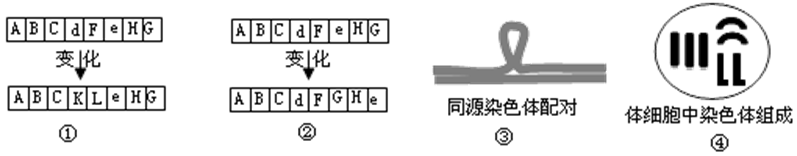 A B C d F e H G
变化
A B C K L e H G
①
A B C d F e H G
变化
A B C d F G H e
②
同源染色体配对
③
体细胞中染色体组成
④